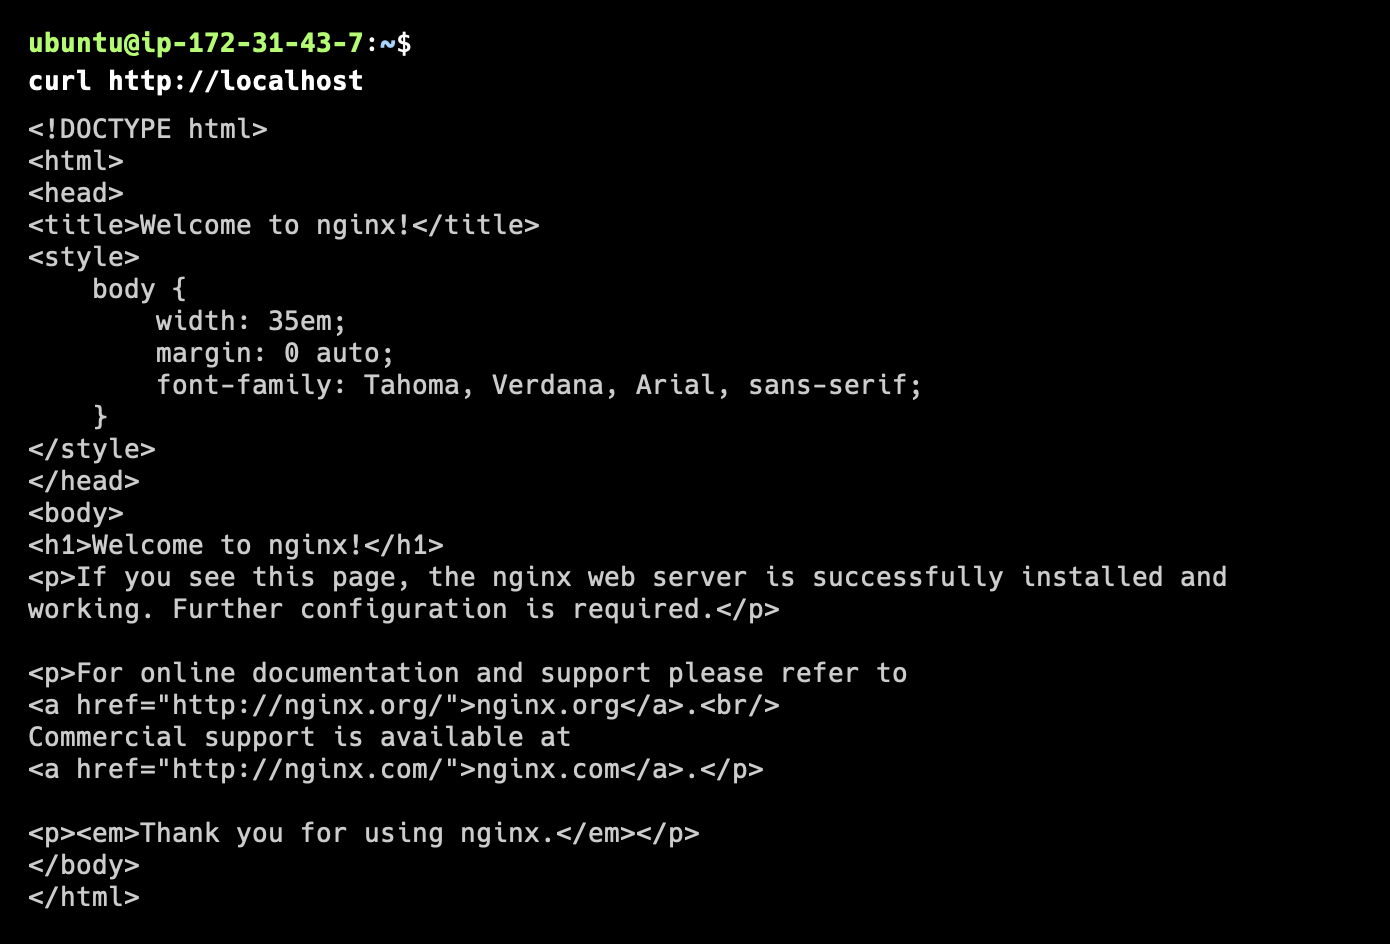 ubuntu@ip-172-31-43-7:~$
curl http://localhost
<!DOCTYPE html>
<html>
<head>
<title>Welcome to nginx!</title>
<style>
    body {
        width: 35em;
        margin: 0 auto;
        font-family: Tahoma, Verdana, Arial, sans-serif;
    }
</style>
</head>
<body>
<h1>Welcome to nginx!</h1>
<p>If you see this page, the nginx web server is successfully installed and
working. Further configuration is required.</p>

<p>For online documentation and support please refer to
<a href="http://nginx.org/">nginx.org</a>.<br/>
Commercial support is available at
<a href="http://nginx.com/">nginx.com</a>.</p>

<p><em>Thank you for using nginx.</em></p>
</body>
</html>